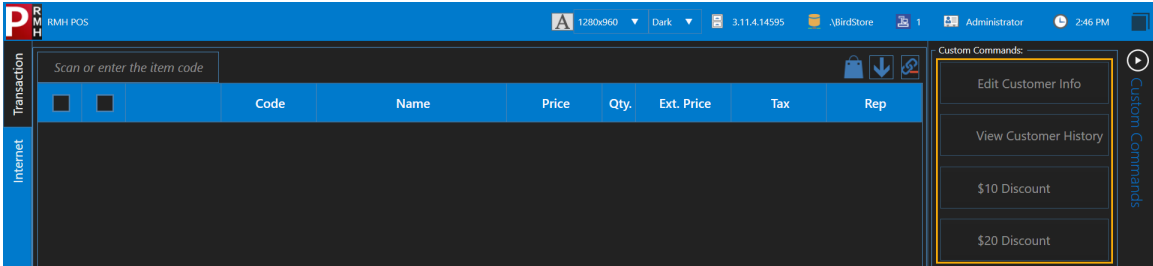 P RMH
RMH POS
A 1280x960 ▼ Dark ▼ 3.11.4.14595 .\BirdStore 1 Administrator 2:46 PM
Transaction
Internet
Scan or enter the item code
Code Name Price Qty. Ext. Price Tax Rep
Custom Commands:
Edit Customer Info
View Customer History
$10 Discount
$20 Discount
Custom Commands